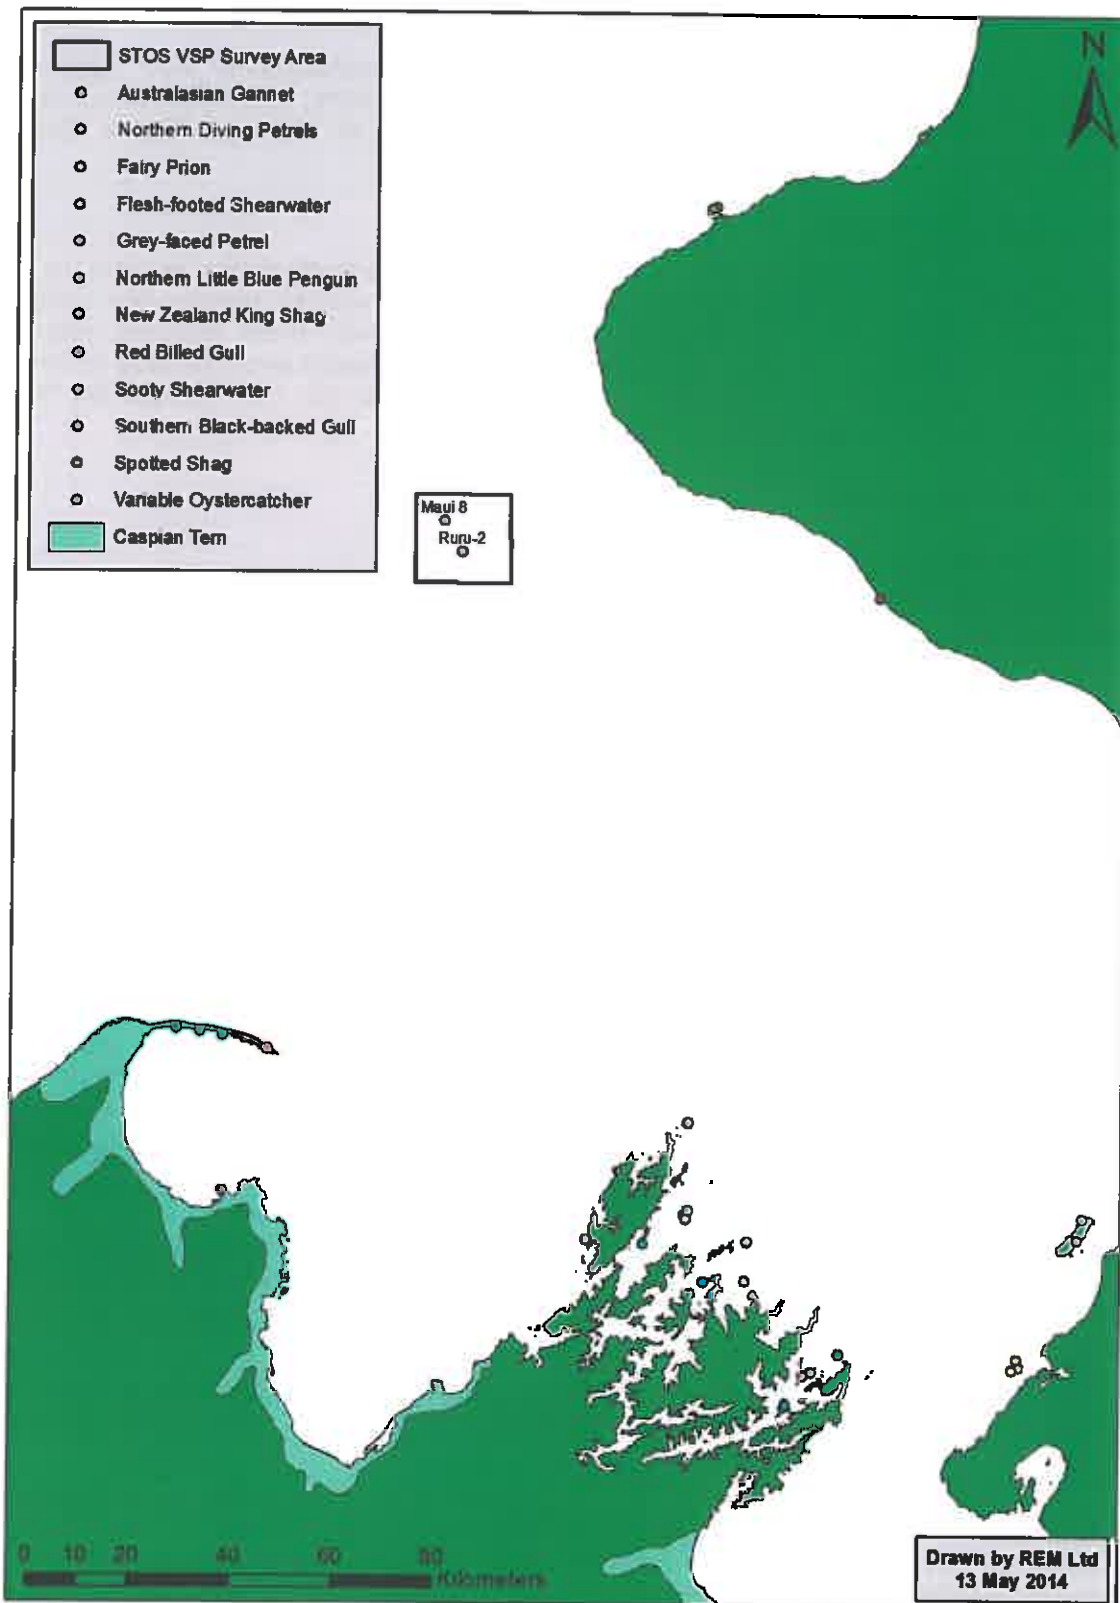 STOS VSP Survey Area
Australasian Gannet
Northern Diving Petrels
Fairy Prion
Flesh-footed Shearwater
Grey-faced Petrel
Northern Little Blue Penguin
New Zealand King Shag
Red Billed Gull
Sooty Shearwater
Southern Black-backed Gull
Spotted Shag
Variable Oystercatcher
Caspian Tern
N
Maui 8
Ruru-2
0 10 20 40 60 80
Kilometers
Drawn by REM Ltd
13 May 2014